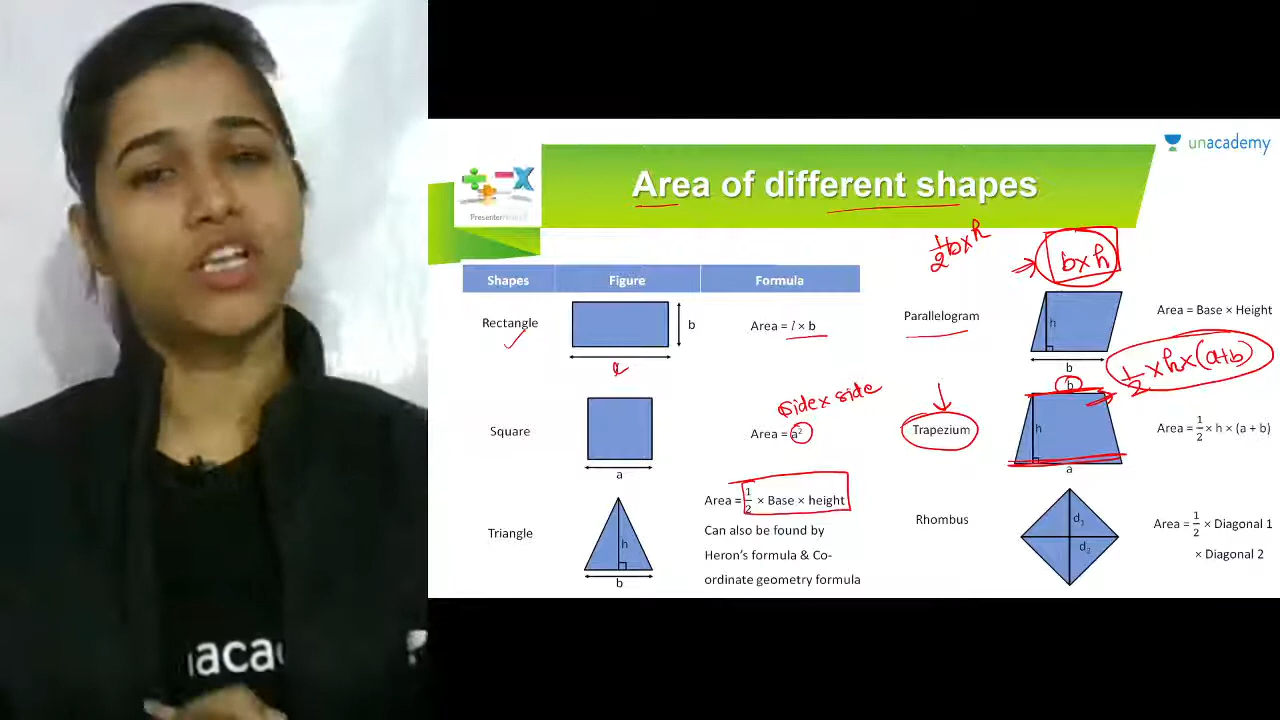 unacademy
Area of different shapes
PresenterMedia
Shapes Figure Formula
Rectangle
b
l
Area = l × b
Square
a
side × side
Area = a²
Triangle
h
b
Area = 1/2 × Base × height
Can also be found by
Heron's formula & Co-
ordinate geometry formula
1/2 b × h
b × h
Parallelogram
h
b
Area = Base × Height
1/2 × h × (a+b)
Trapezium
b
h
a
Area = 1/2 × h × (a + b)
Rhombus
d₁
d₂
Area = 1/2 × Diagonal 1
× Diagonal 2
nacad